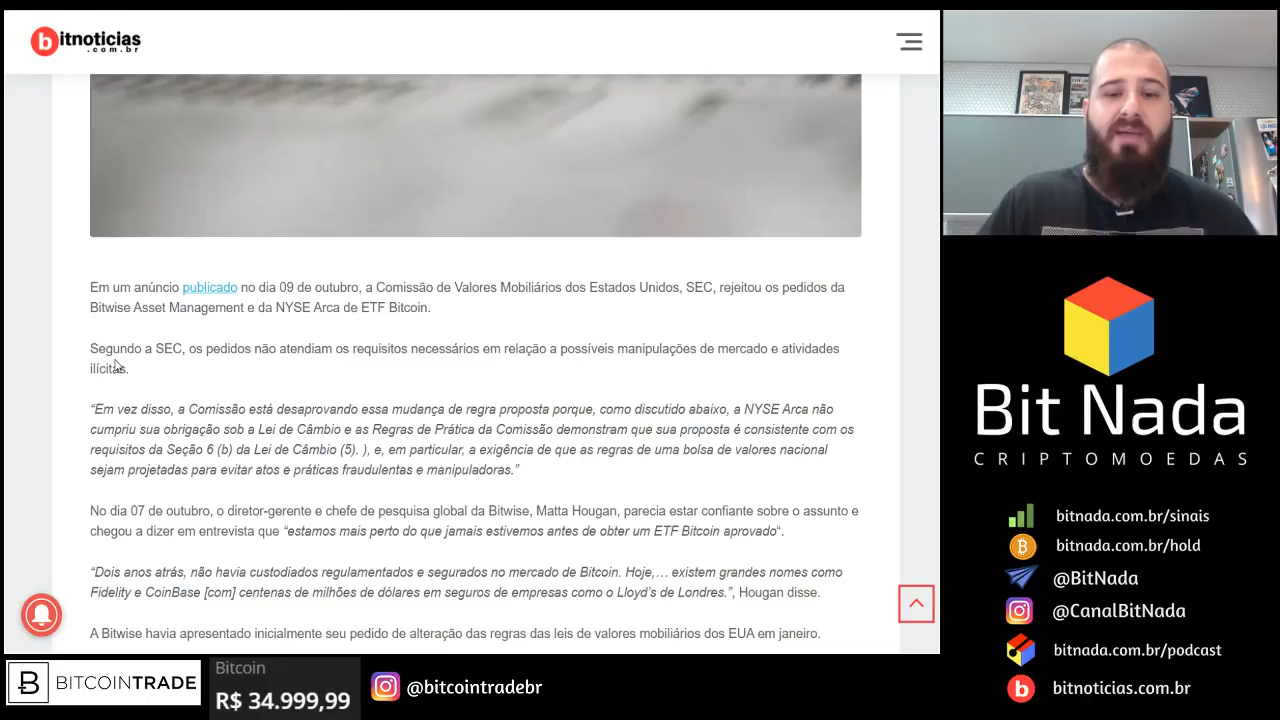 bitnoticias
.com.br
Em um anúncio publicado no dia 09 de outubro, a Comissão de Valores Mobiliários dos Estados Unidos, SEC, rejeitou os pedidos da
Bitwise Asset Management e da NYSE Arca de ETF Bitcoin.
Segundo a SEC, os pedidos não atendiam os requisitos necessários em relação a possíveis manipulações de mercado e atividades
ilícitas.
“Em vez disso, a Comissão está desaprovando essa mudança de regra proposta porque, como discutido abaixo, a NYSE Arca não
cumpriu sua obrigação sob a Lei de Câmbio e as Regras de Prática da Comissão demonstram que sua proposta é consistente com os
requisitos da Seção 6 (b) da Lei de Câmbio (5). ), e, em particular, a exigência de que as regras de uma bolsa de valores nacional
sejam projetadas para evitar atos e práticas fraudulentas e manipuladoras.”
No dia 07 de outubro, o diretor-gerente e chefe de pesquisa global da Bitwise, Matta Hougan, parecia estar confiante sobre o assunto e
chegou a dizer em entrevista que “estamos mais perto do que jamais estivemos antes de obter um ETF Bitcoin aprovado“.
“Dois anos atrás, não havia custodiados regulamentados e segurados no mercado de Bitcoin. Hoje,… existem grandes nomes como
Fidelity e CoinBase [com] centenas de milhões de dólares em seguros de empresas como o Lloyd’s de Londres.”, Hougan disse.
A Bitwise havia apresentado inicialmente seu pedido de alteração das regras das leis de valores mobiliários dos EUA em janeiro.
Bit Nada
CRIPTOMOEDAS
bitnada.com.br/sinais
bitnada.com.br/hold
@BitNada
@CanalBitNada
bitnada.com.br/podcast
b bitnoticias.com.br
B BITCOINTRADE
Bitcoin
R$ 34.999,99
@bitcointradebr